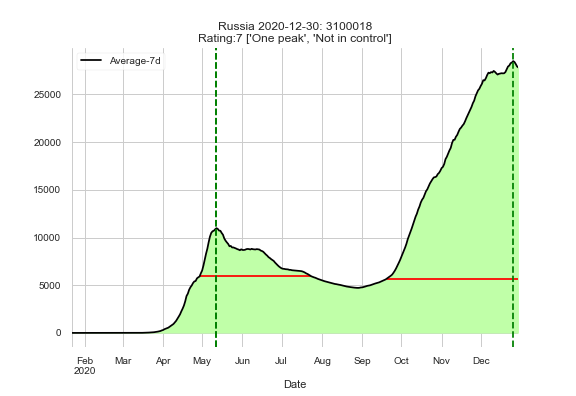 Russia 2020-12-30: 3100018
Rating:7 ['One peak', 'Not in control']
Average-7d
25000
20000
15000
10000
5000
0
Feb Mar Apr May Jun Jul Aug Sep Oct Nov Dec
2020
Date